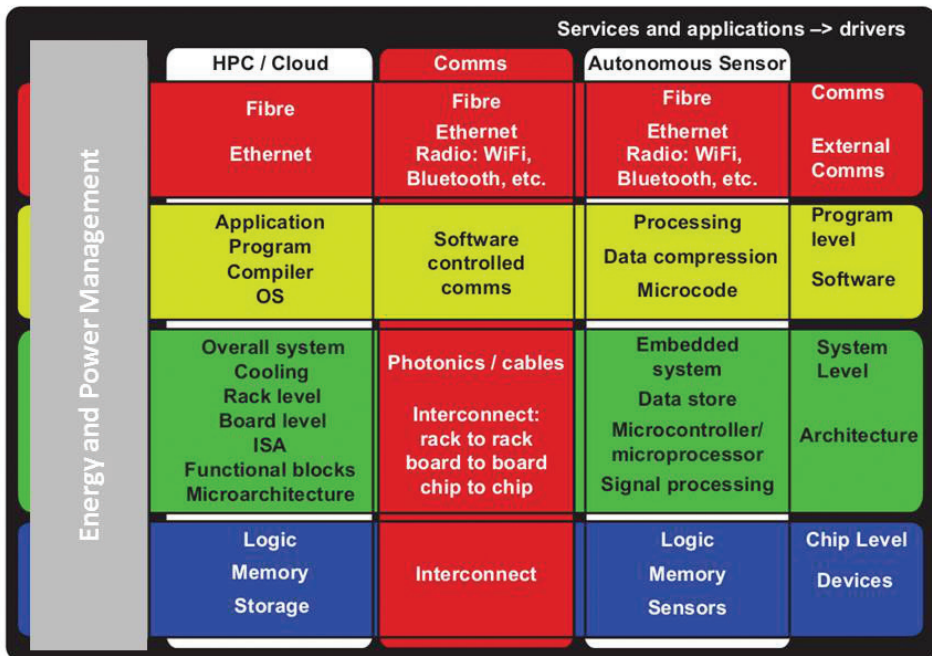 Services and applications –> drivers
Energy and Power Management
HPC / Cloud
Comms
Autonomous Sensor
Fibre
Ethernet
Fibre
Ethernet
Radio: WiFi,
Bluetooth, etc.
Fibre
Ethernet
Radio: WiFi,
Bluetooth, etc.
Comms
External
Comms
Application
Program
Compiler
OS
Software
controlled
comms
Processing
Data compression
Microcode
Program
level
Software
Overall system
Cooling
Rack level
Board level
ISA
Functional blocks
Microarchitecture
Photonics / cables
Interconnect:
rack to rack
board to board
chip to chip
Embedded
system
Data store
Microcontroller/
microprocessor
Signal processing
System
Level
Architecture
Logic
Memory
Storage
Interconnect
Logic
Memory
Sensors
Chip Level
Devices